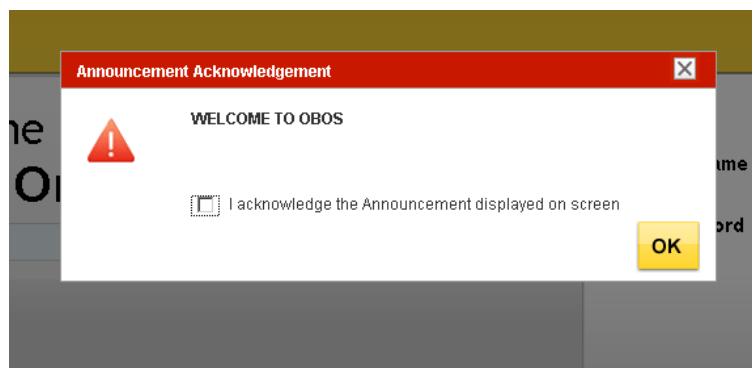 Announcement Acknowledgement
WELCOME TO OBOS
I acknowledge the Announcement displayed on screen
OK